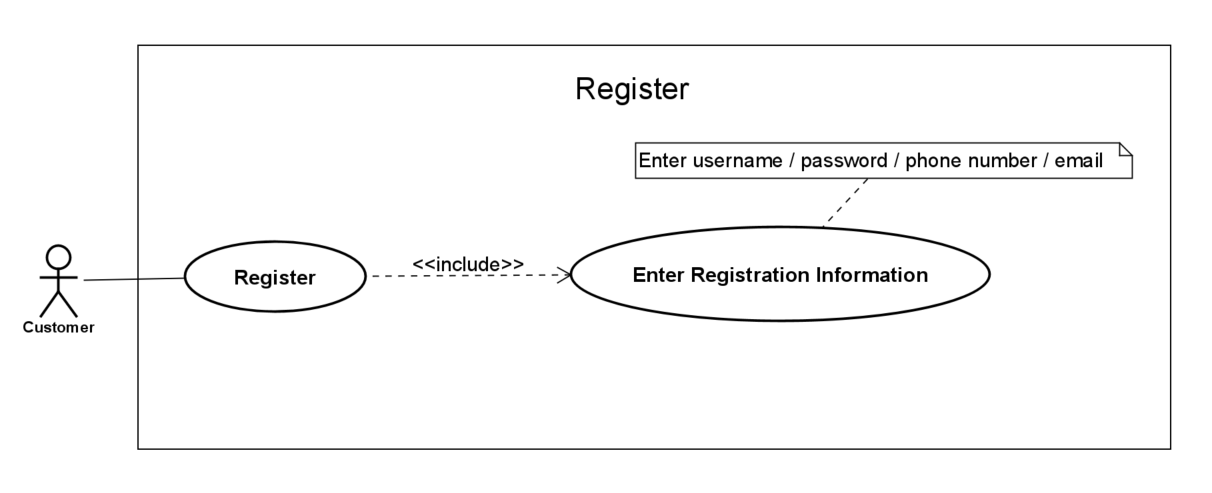 Register
Enter username / password / phone number / email
Register
<<include>>
Enter Registration Information
Customer